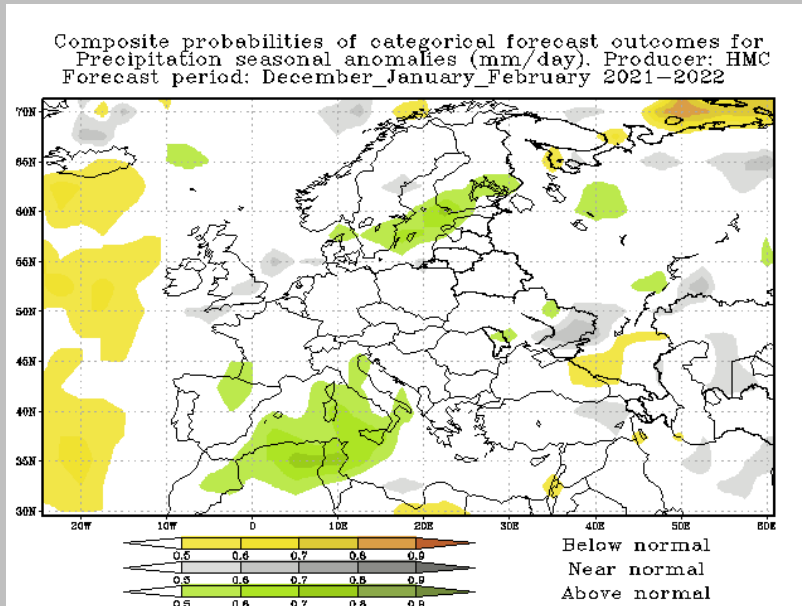 Composite probabilities of categorical forecast outcomes for
Precipitation seasonal anomalies (mm/day). Producer: HMC
Forecast period: December_January_February 2021-2022
70N
65N
60N
55N
50N
45N
40N
35N
30N
20W 10W 0 10E 20E 30E 40E 50E 60E
0.5 0.6 0.7 0.8 0.9 Below normal
0.5 0.6 0.7 0.8 0.9 Near normal
0.5 0.6 0.7 0.8 0.9 Above normal